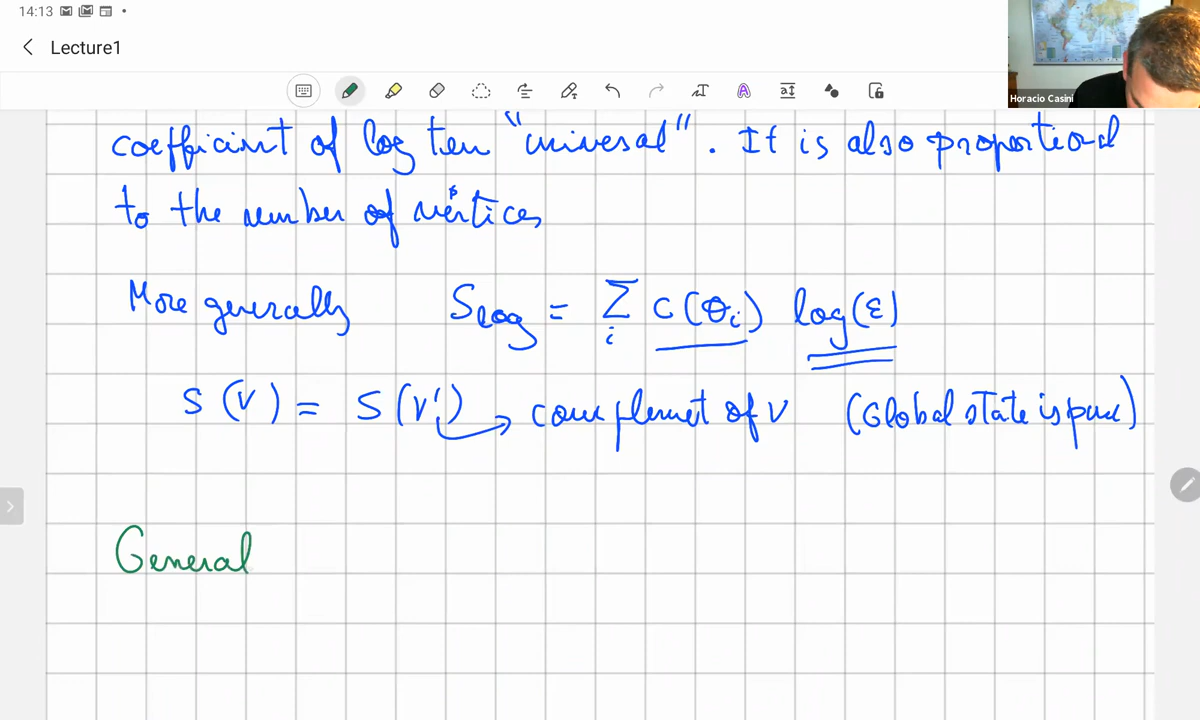 14:13
Lecture1
Horacio Casini
coefficient of log term "universal". It is also proportional
to the number of vertices
More generally S_log = Σ_i c(θ_i) log(ε)
S(V) = S(V') → complemet of V (Global state is pure)
General